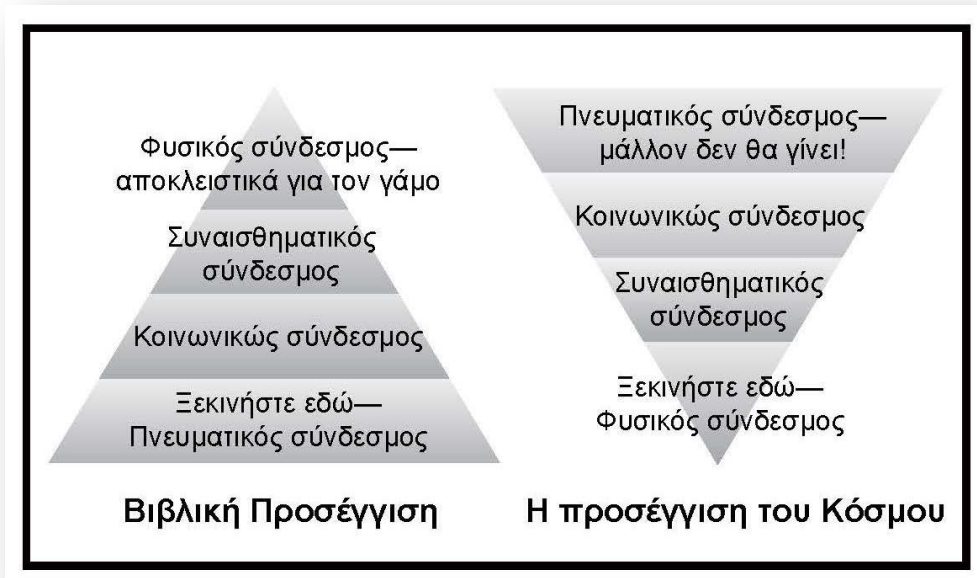 Φυσικός σύνδεσμος—
αποκλειστικά για τον γάμο
Συναισθηματικός
σύνδεσμος
Κοινωνικώς σύνδεσμος
Ξεκινήστε εδώ—
Πνευματικός σύνδεσμος
Βιβλική Προσέγγιση
Πνευματικός σύνδεσμος—
μάλλον δεν θα γίνει!
Κοινωνικώς σύνδεσμος
Συναισθηματικός
σύνδεσμος
Ξεκινήστε εδώ—
Φυσικός σύνδεσμος
Η προσέγγιση του Κόσμου